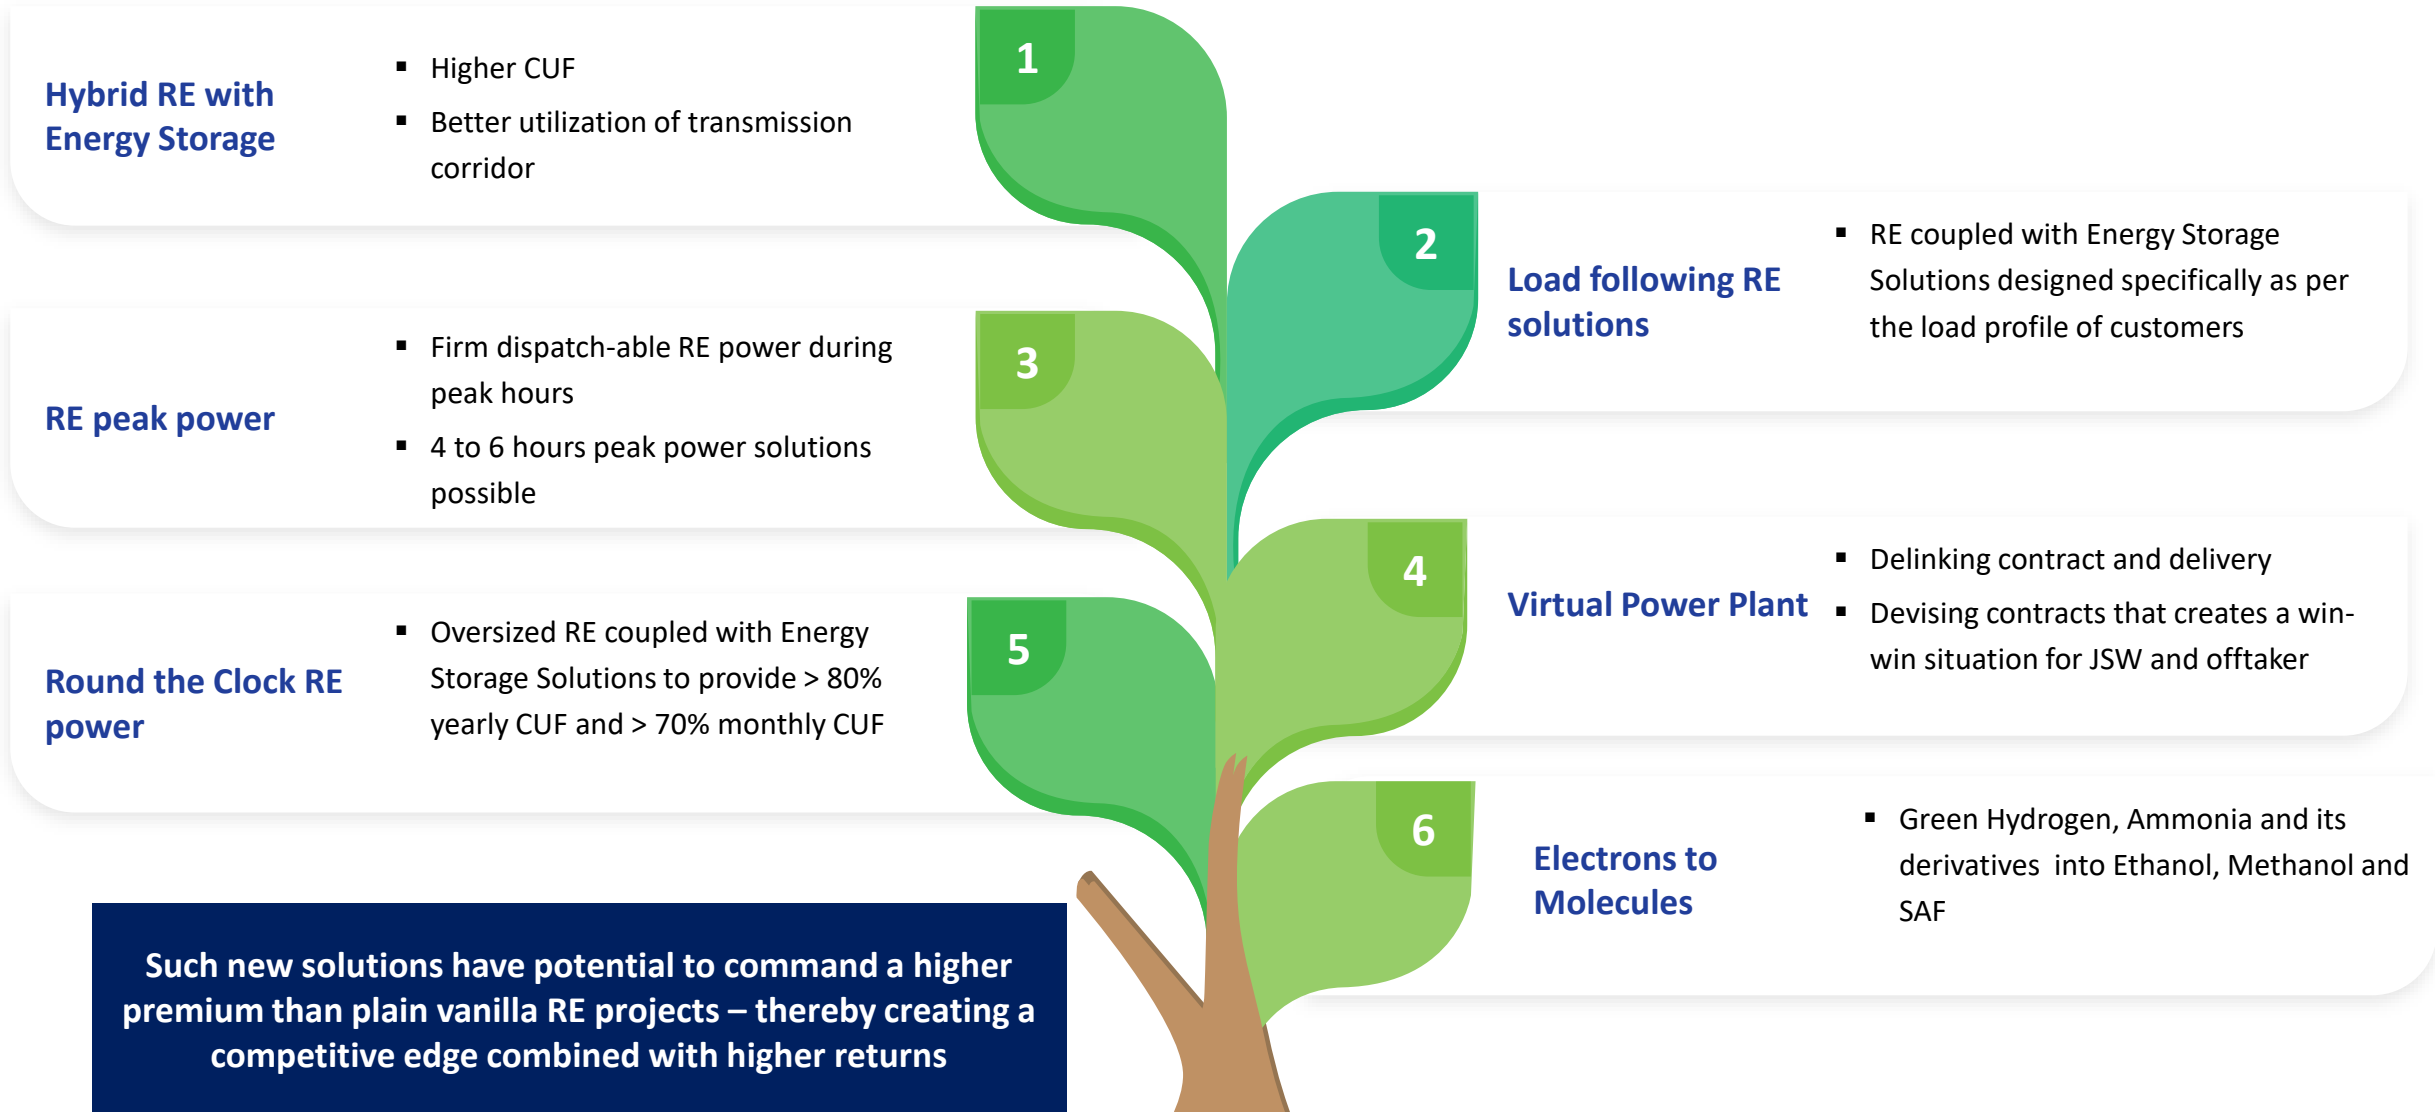 1
Hybrid RE with
Energy Storage
▪ Higher CUF
▪ Better utilization of transmission
corridor
2
Load following RE
solutions
▪ RE coupled with Energy Storage
Solutions designed specifically as per
the load profile of customers
3
RE peak power
▪ Firm dispatch-able RE power during
peak hours
▪ 4 to 6 hours peak power solutions
possible
4
Virtual Power Plant
▪ Delinking contract and delivery
▪ Devising contracts that creates a win-
win situation for JSW and offtaker
5
Round the Clock RE
power
▪ Oversized RE coupled with Energy
Storage Solutions to provide > 80%
yearly CUF and > 70% monthly CUF
6
Electrons to
Molecules
▪ Green Hydrogen, Ammonia and its
derivatives  into Ethanol, Methanol and
SAF
Such new solutions have potential to command a higher
premium than plain vanilla RE projects – thereby creating a
competitive edge combined with higher returns